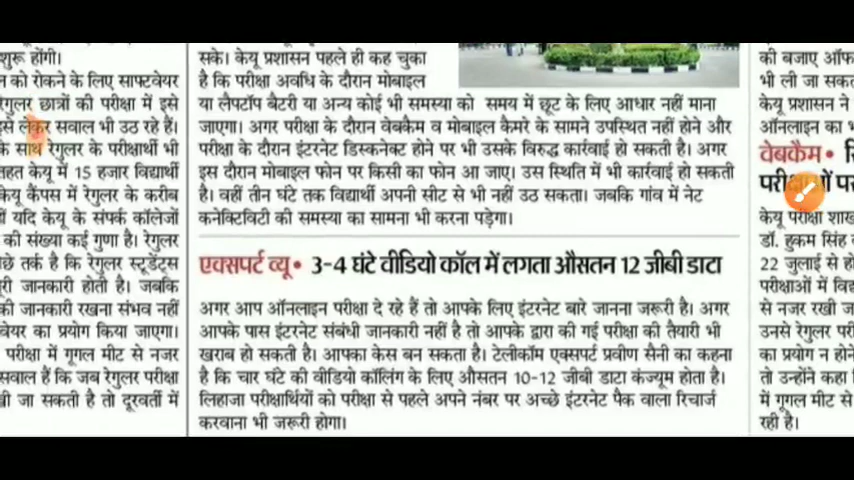 शुरू होंगी।
न को रोकने के लिए साफ्टवेयर
रेगुलर छात्रों की परीक्षा में इसे
इसे लेकर सवाल भी उठ रहे हैं।
के साथ रेगुलर के परीक्षार्थी भी
तहत केयू में 15 हजार विद्यार्थी
केयू कैंपस में रेगुलर के करीब
हीं यदि केयू के संपर्क कॉलेजों
की संख्या कई गुणा है। रेगुलर
छे तर्क है कि रेगुलर स्टूडेंट्स
री जानकारी होती है। जबकि
की जानकारी रखना संभव नहीं
वेयर का प्रयोग किया जाएगा।
परीक्षा में गूगल मीट से नजर
सवाल हैं कि जब रेगुलर परीक्षा
खी जा सकती है तो दूरवर्ती में
सके। केयू प्रशासन पहले ही कह चुका
है कि परीक्षा अवधि के दौरान मोबाइल
या लैपटॉप बैटरी या अन्य कोई भी समस्या को समय में छूट के लिए आधार नहीं माना
जाएगा। अगर परीक्षा के दौरान वेबकैम व मोबाइल कैमरे के सामने उपस्थित नहीं होने और
परीक्षा के दौरान इंटरनेट डिस्कनेक्ट होने पर भी उसके विरुद्ध कार्रवाई हो सकती है। अगर
इस दौरान मोबाइल फोन पर किसी का फोन आ जाए। उस स्थिति में भी कार्रवाई हो सकती
है। वहीं तीन घंटे तक विद्यार्थी अपनी सीट से भी नहीं उठ सकता। जबकि गांव में नेट
कनेक्टिविटी की समस्या का सामना भी करना पड़ेगा।
एक्सपर्ट व्यू• 3-4 घंटे वीडियो कॉल में लगता औसतन 12 जीबी डाटा
अगर आप ऑनलाइन परीक्षा दे रहे हैं तो आपके लिए इंटरनेट बारे जानना जरूरी है। अगर
आपके पास इंटरनेट संबंधी जानकारी नहीं है तो आपके द्वारा की गई परीक्षा की तैयारी भी
खराब हो सकती है। आपका केस बन सकता है। टेलीकॉम एक्सपर्ट प्रवीण सैनी का कहना
है कि चार घंटे की वीडियो कॉलिंग के लिए औसतन 10-12 जीबी डाटा कंज्यूम होता है।
लिहाजा परीक्षार्थियों को परीक्षा से पहले अपने नंबर पर अच्छे इंटरनेट पैक वाला रिचार्ज
करवाना भी जरूरी होगा।
की बजाए ऑफ
भी ली जा सक
केयू प्रशासन ने
ऑनलाइन का
वेबकैम•
केयू परीक्षा शाख
डॉ. हुकम सिंह
22 जुलाई से हो
परीक्षाओं में विद्
से नजर रखी ज
उनसे रेगुलर परी
का प्रयोग न होने
तो उन्होंने कहा
में गूगल मीट से
रही है।